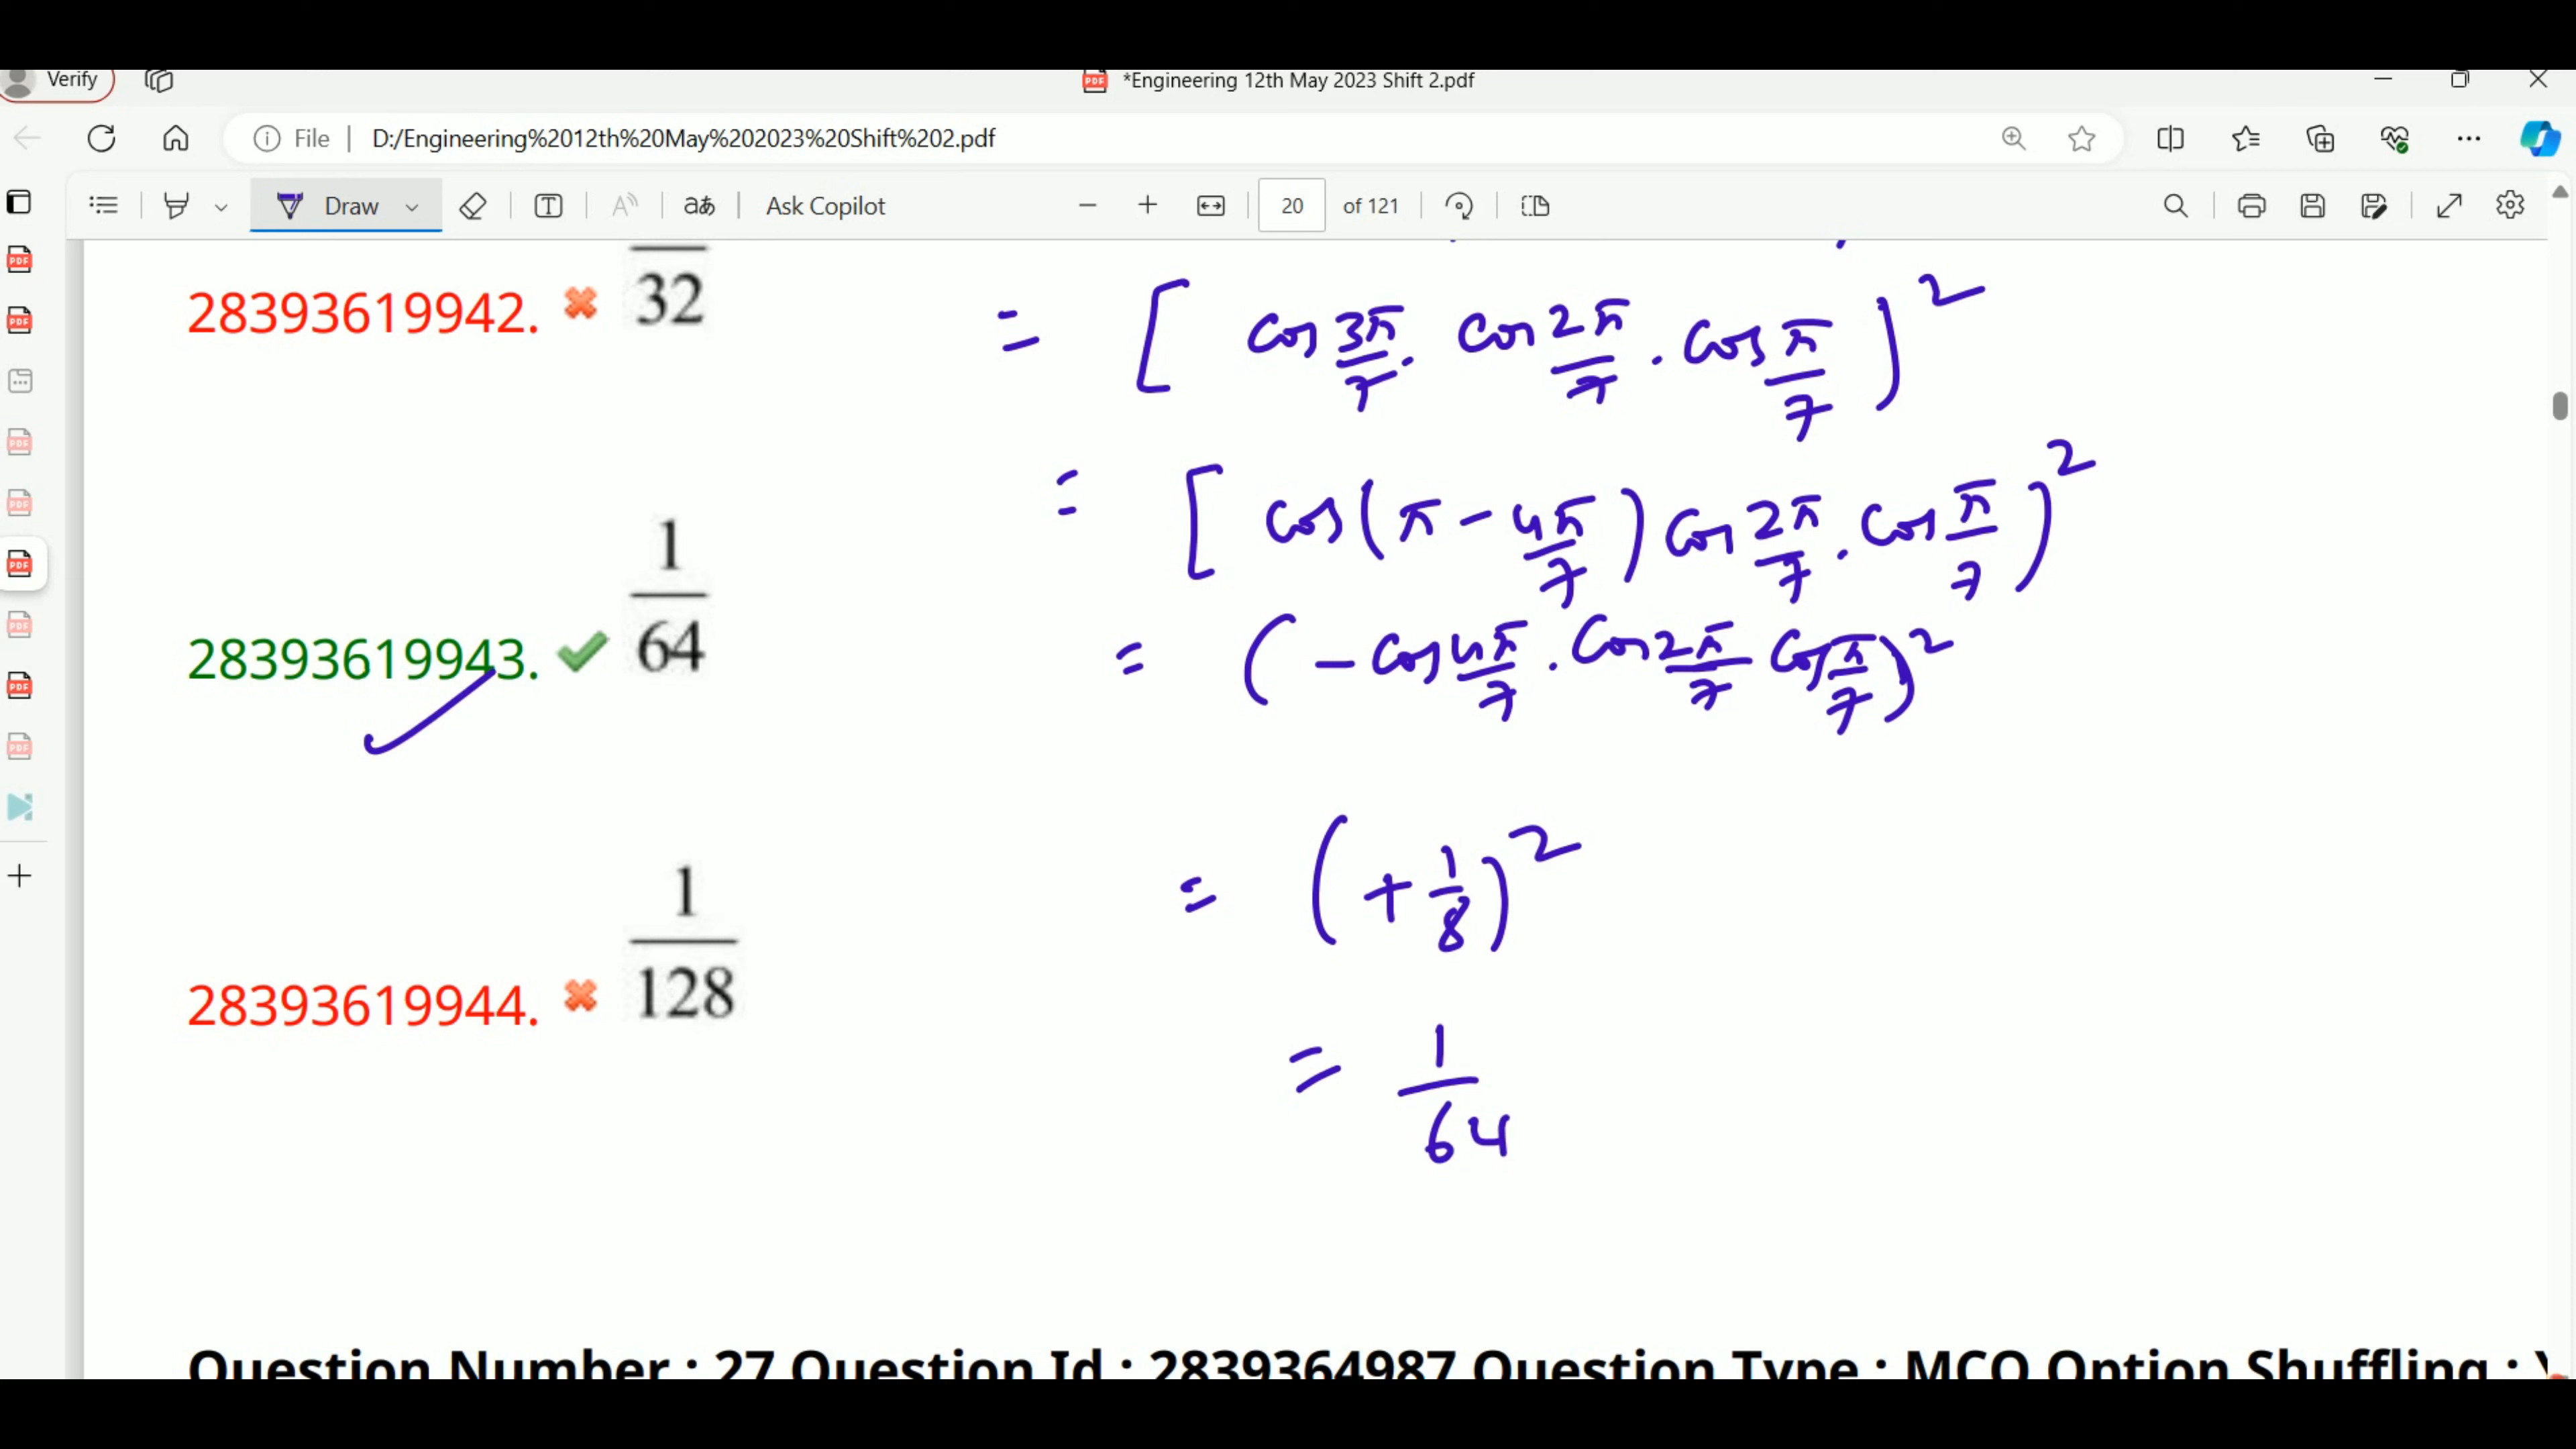 Verify
*Engineering 12th May 2023 Shift 2.pdf
File | D:/Engineering%2012th%20May%202023%20Shift%202.pdf
Draw
aあ
Ask Copilot
20 of 121
28393619942. ✖ /32
= [cos 3π/7 . cos 2π/7 . cos π/7)²
= [cos(π - 4π/7) cos 2π/7 . cos π/7)²
28393619943. ✔ 1/64
= (- cos 4π/7 . cos 2π/7 cos π/7)²
= (+ 1/8)²
28393619944. ✖ 1/128
= 1/64
Question Number : 27 Question Id : 2839364987 Question Type : MCQ Option Shuffling :